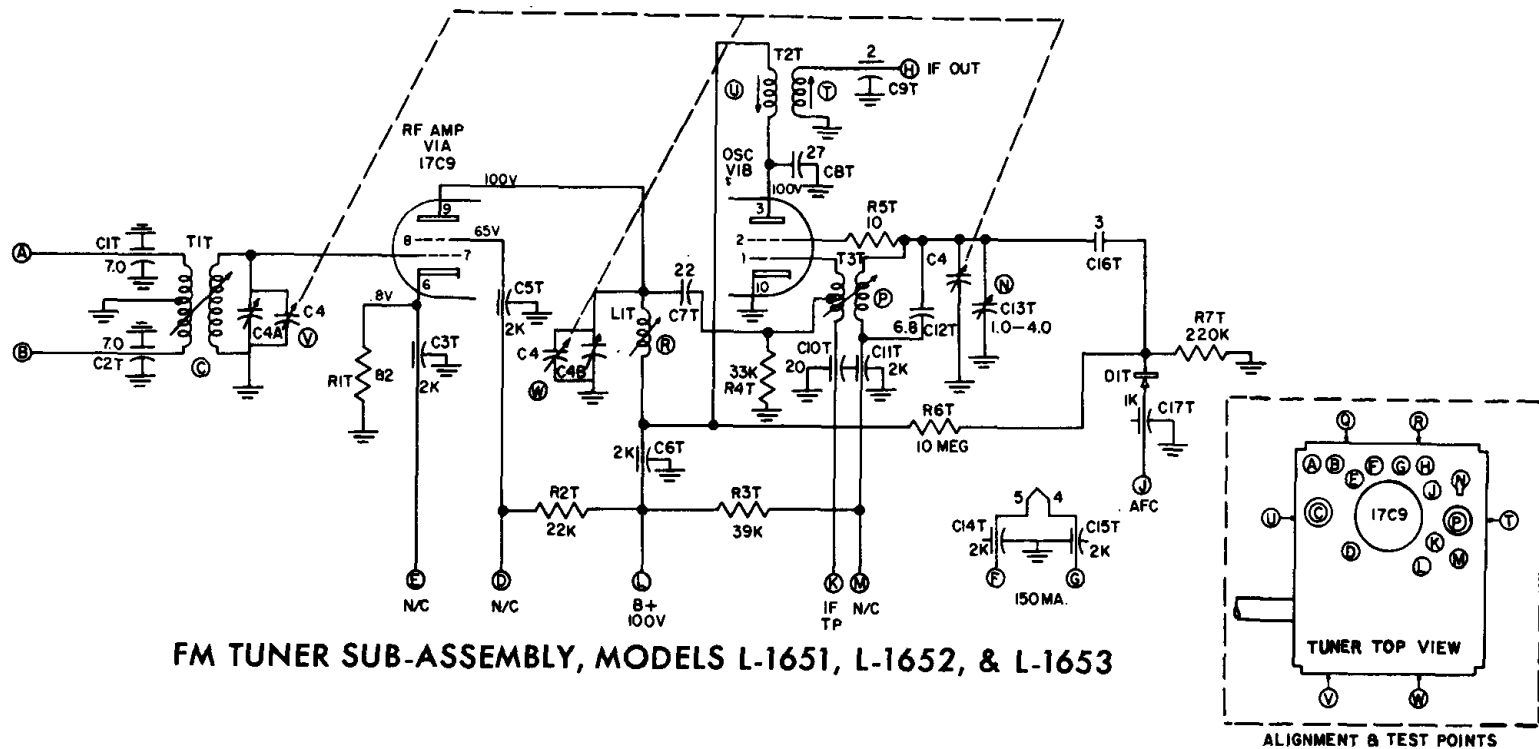 T2T
2
H IF OUT
U
T
C9T
RF AMP
V1A
17C9
OSC
V1B
27
C8T
100V
100V
9
3
R5T
10
3
A
C1T
7.0
T1T
8
65V
7
2
1
T3T
C4
C16T
6
10
.8V
22
C7T
C5T
2K
N
C13T
1.0-4.0
P
6.8
C12T
C4
C4A
V
L1T
R
B
7.0
C2T
C
R1T
82
C3T
2K
C4
C4B
W
33K
R4T
C10T
20
C11T
2K
R7T
220K
D1T
1K
C17T
R6T
10 MEG
2K
C6T
R2T
22K
R3T
39K
J
AFC
5 4
C14T
2K
C15T
2K
E
N/C
D
N/C
L
B+
100V
K
IF
TP
M N/C
F
G
150MA.
FM TUNER SUB-ASSEMBLY, MODELS L-1651, L-1652, & L-1653
Q
R
A B E F G H
J
N
U
C
17C9
P
T
D
K
L
M
TUNER TOP VIEW
V
W
ALIGNMENT & TEST POINTS